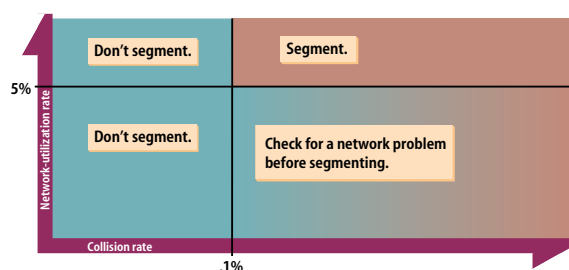 Don't segment.
Segment.
5%
Network-utilization rate
Don't segment.
Check for a network problem
before segmenting.
Collision rate
.1%